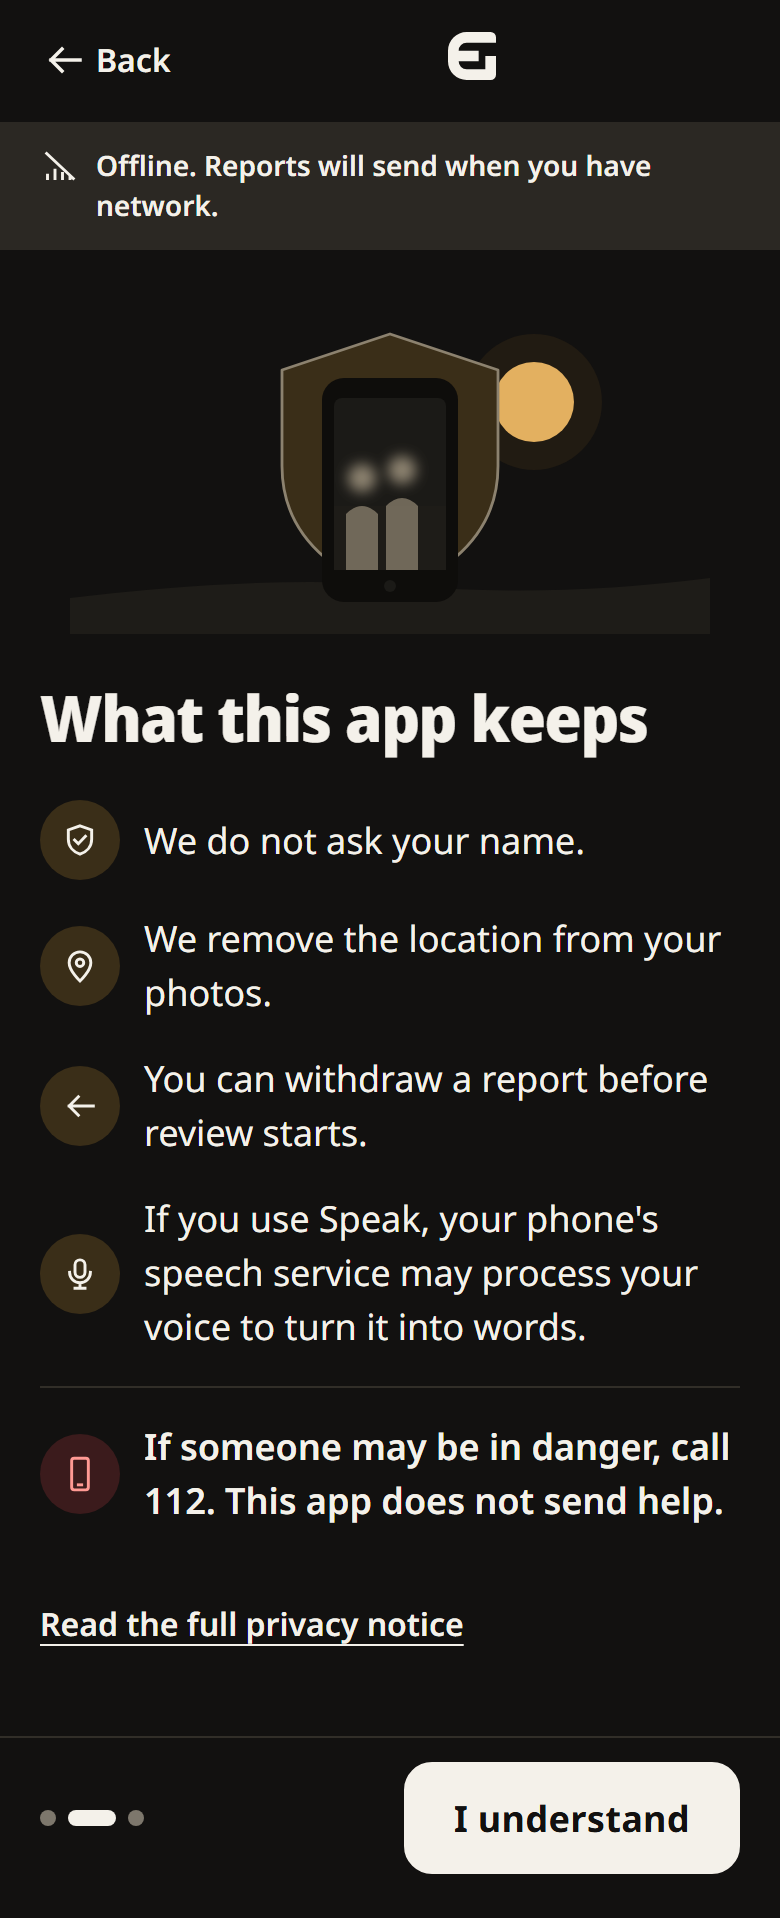 Back
Offline. Reports will send when you have
network.
What this app keeps
We do not ask your name.
We remove the location from your
photos.
You can withdraw a report before
review starts.
If you use Speak, your phone's
speech service may process your
voice to turn it into words.
If someone may be in danger, call
112. This app does not send help.
Read the full privacy notice
I understand